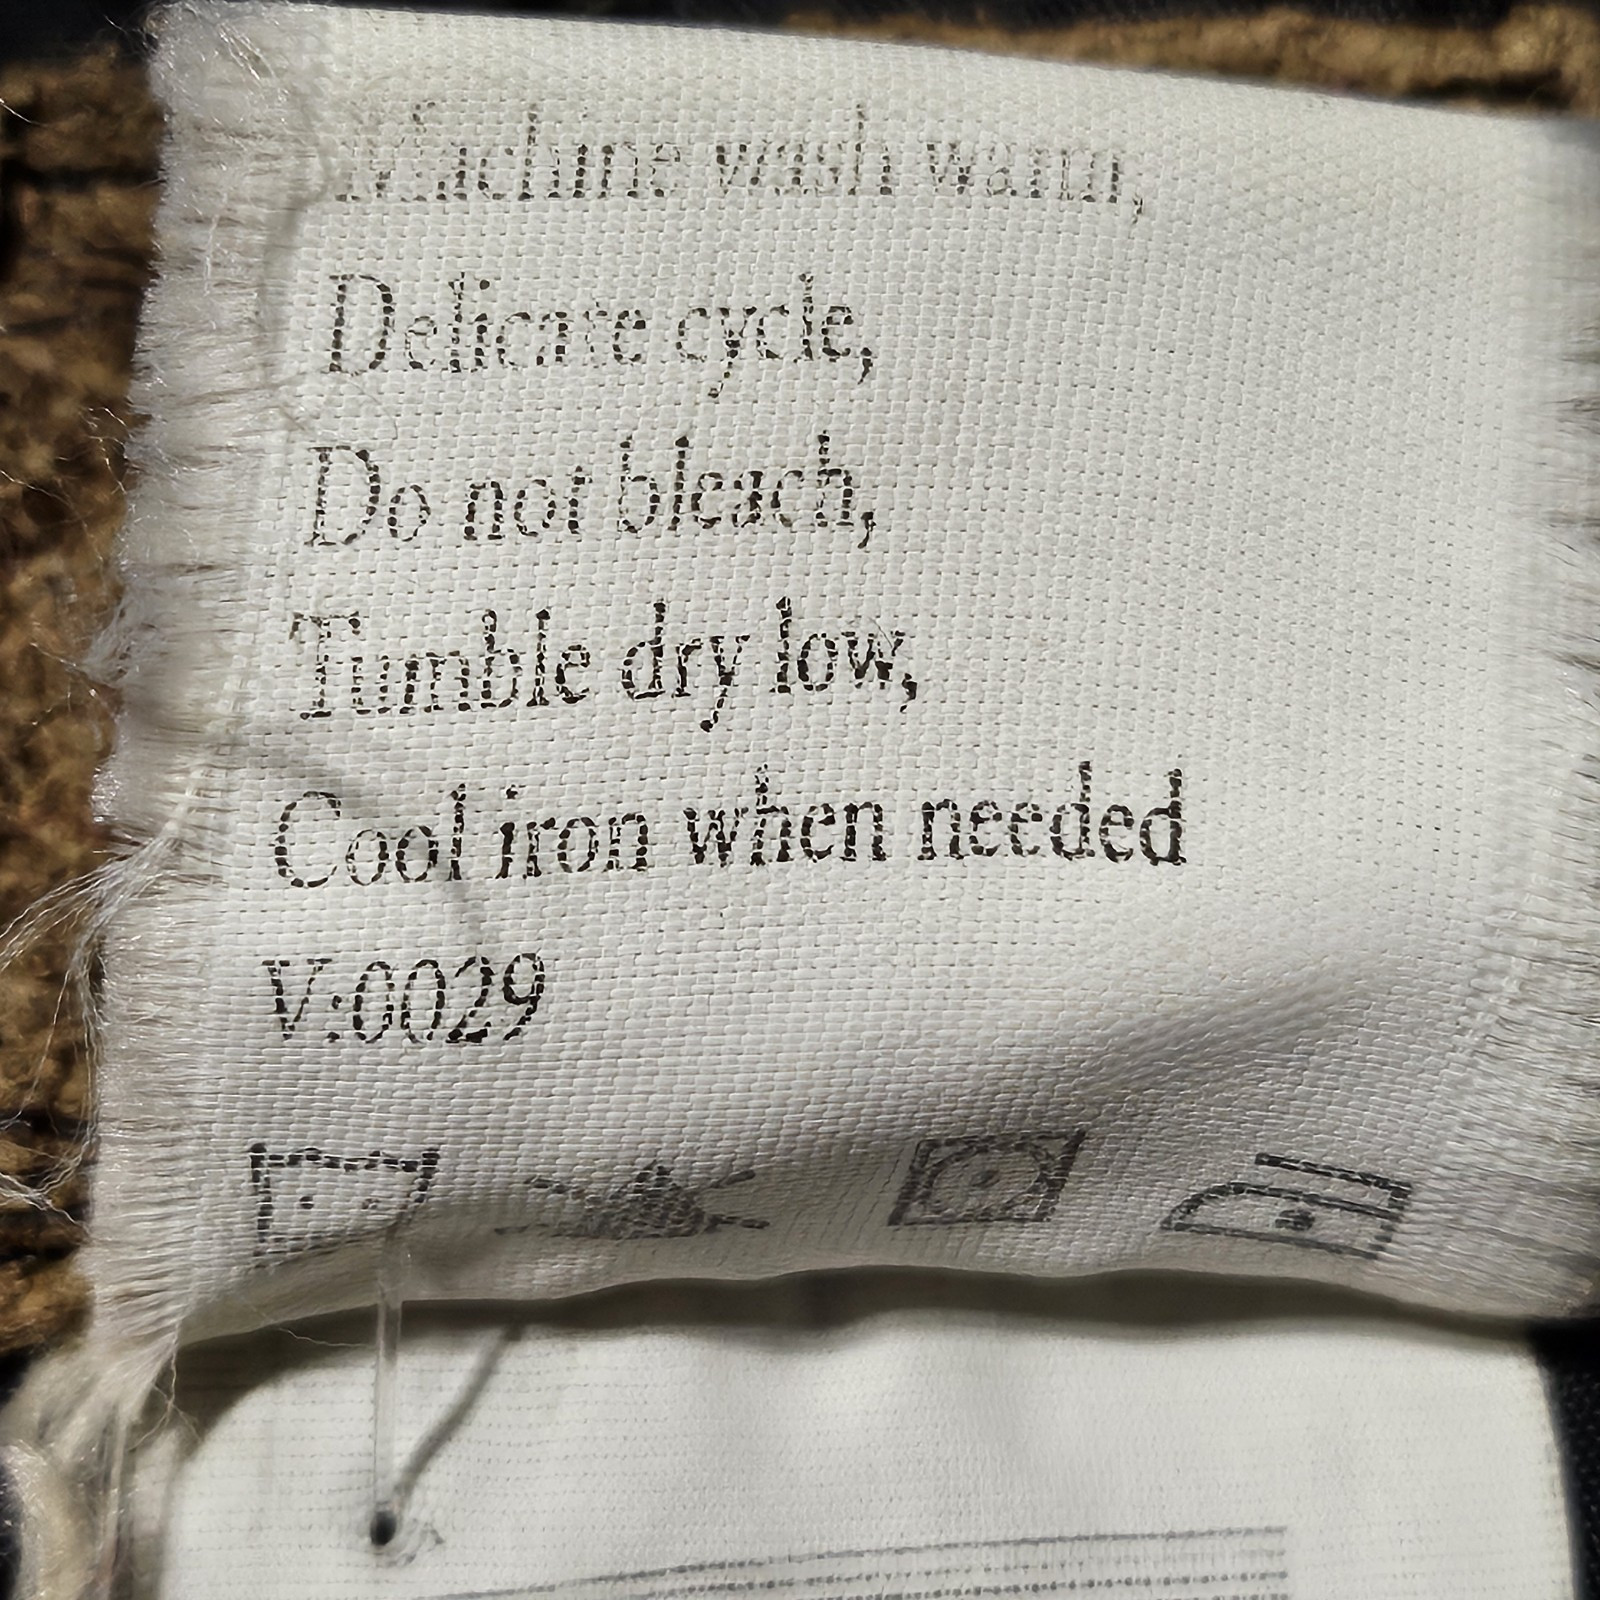 Machine wash warm,
Delicate cycle,
Do not bleach,
Tumble dry low,
Cool iron when needed
V:0029